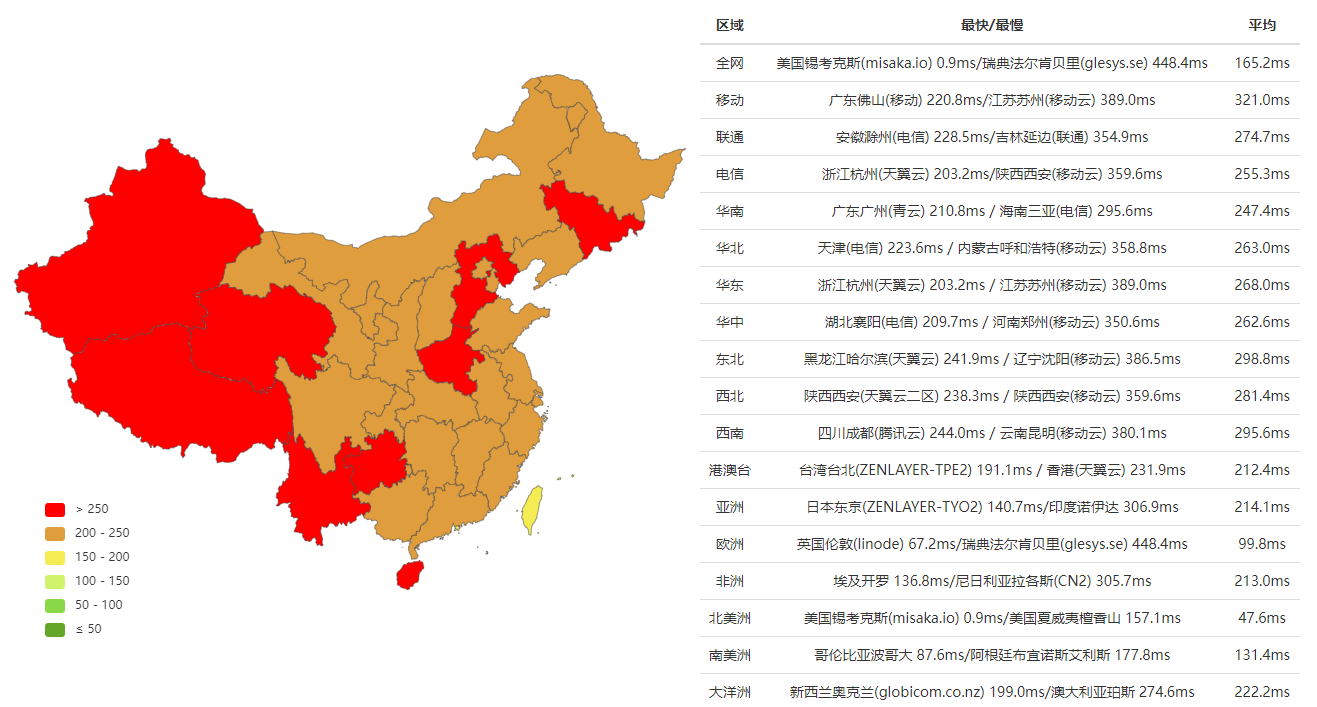 > 250
200 - 250
150 - 200
100 - 150
50 - 100
≤ 50
区域 最快/最慢 平均
全网 美国锡考克斯(misaka.io) 0.9ms/瑞典法尔肯贝里(glesys.se) 448.4ms 165.2ms
移动 广东佛山(移动) 220.8ms/江苏苏州(移动云) 389.0ms 321.0ms
联通 安徽滁州(电信) 228.5ms/吉林延边(联通) 354.9ms 274.7ms
电信 浙江杭州(天翼云) 203.2ms/陕西西安(移动云) 359.6ms 255.3ms
华南 广东广州(青云) 210.8ms / 海南三亚(电信) 295.6ms 247.4ms
华北 天津(电信) 223.6ms / 内蒙古呼和浩特(移动云) 358.8ms 263.0ms
华东 浙江杭州(天翼云) 203.2ms / 江苏苏州(移动云) 389.0ms 268.0ms
华中 湖北襄阳(电信) 209.7ms / 河南郑州(移动云) 350.6ms 262.6ms
东北 黑龙江哈尔滨(天翼云) 241.9ms / 辽宁沈阳(移动云) 386.5ms 298.8ms
西北 陕西西安(天翼云二区) 238.3ms / 陕西西安(移动云) 359.6ms 281.4ms
西南 四川成都(腾讯云) 244.0ms / 云南昆明(移动云) 380.1ms 295.6ms
港澳台 台湾台北(ZENLAYER-TPE2) 191.1ms / 香港(天翼云) 231.9ms 212.4ms
亚洲 日本东京(ZENLAYER-TYO2) 140.7ms/印度诺伊达 306.9ms 214.1ms
欧洲 英国伦敦(linode) 67.2ms/瑞典法尔肯贝里(glesys.se) 448.4ms 99.8ms
非洲 埃及开罗 136.8ms/尼日利亚拉各斯(CN2) 305.7ms 213.0ms
北美洲 美国锡考克斯(misaka.io) 0.9ms/美国夏威夷檀香山 157.1ms 47.6ms
南美洲 哥伦比亚波哥大 87.6ms/阿根廷布宜诺斯艾利斯 177.8ms 131.4ms
大洋洲 新西兰奥克兰(globicom.co.nz) 199.0ms/澳大利亚珀斯 274.6ms 222.2ms